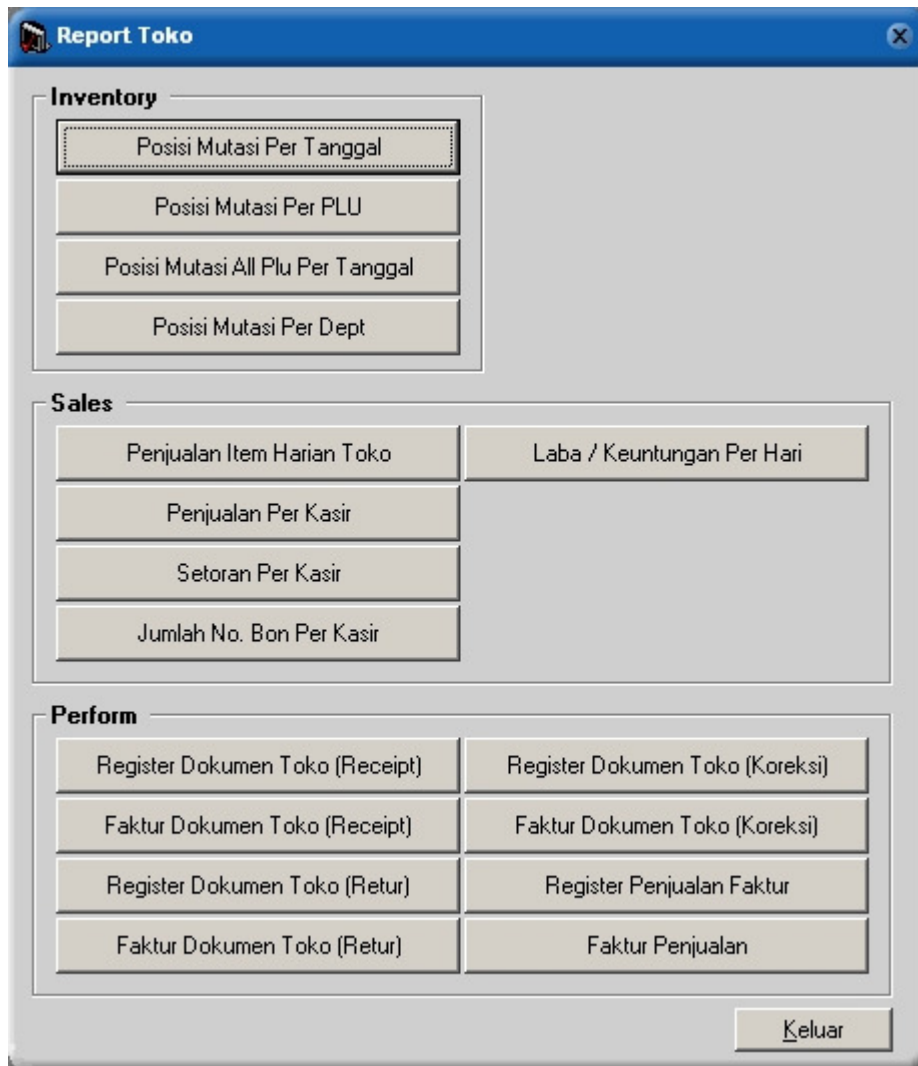 Report Toko
Inventory
Posisi Mutasi Per Tanggal
Posisi Mutasi Per PLU
Posisi Mutasi All Plu Per Tanggal
Posisi Mutasi Per Dept
Sales
Penjualan Item Harian Toko
Laba / Keuntungan Per Hari
Penjualan Per Kasir
Setoran Per Kasir
Jumlah No. Bon Per Kasir
Perform
Register Dokumen Toko (Receipt)
Register Dokumen Toko (Koreksi)
Faktur Dokumen Toko (Receipt)
Faktur Dokumen Toko (Koreksi)
Register Dokumen Toko (Retur)
Register Penjualan Faktur
Faktur Dokumen Toko (Retur)
Faktur Penjualan
Keluar